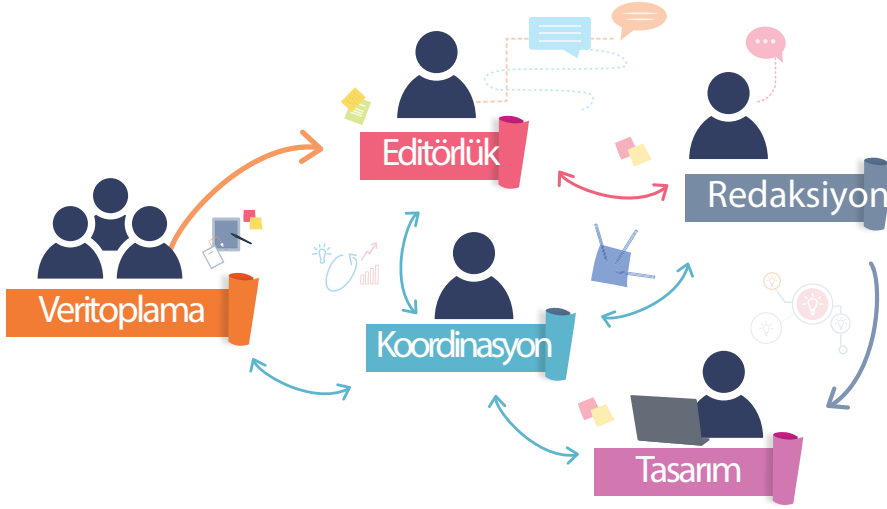 Editörlük
Redaksiyon
Veritoplama
Koordinasyon
Tasarım